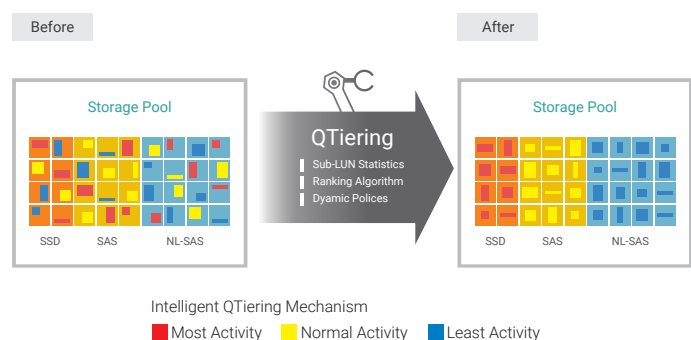 Before
After
Storage Pool
Storage Pool
QTiering
Sub-LUN Statistics
Ranking Algorithm
Dyamic Polices
SSD SAS NL-SAS
SSD SAS NL-SAS
Intelligent QTiering Mechanism
Most Activity Normal Activity Least Activity